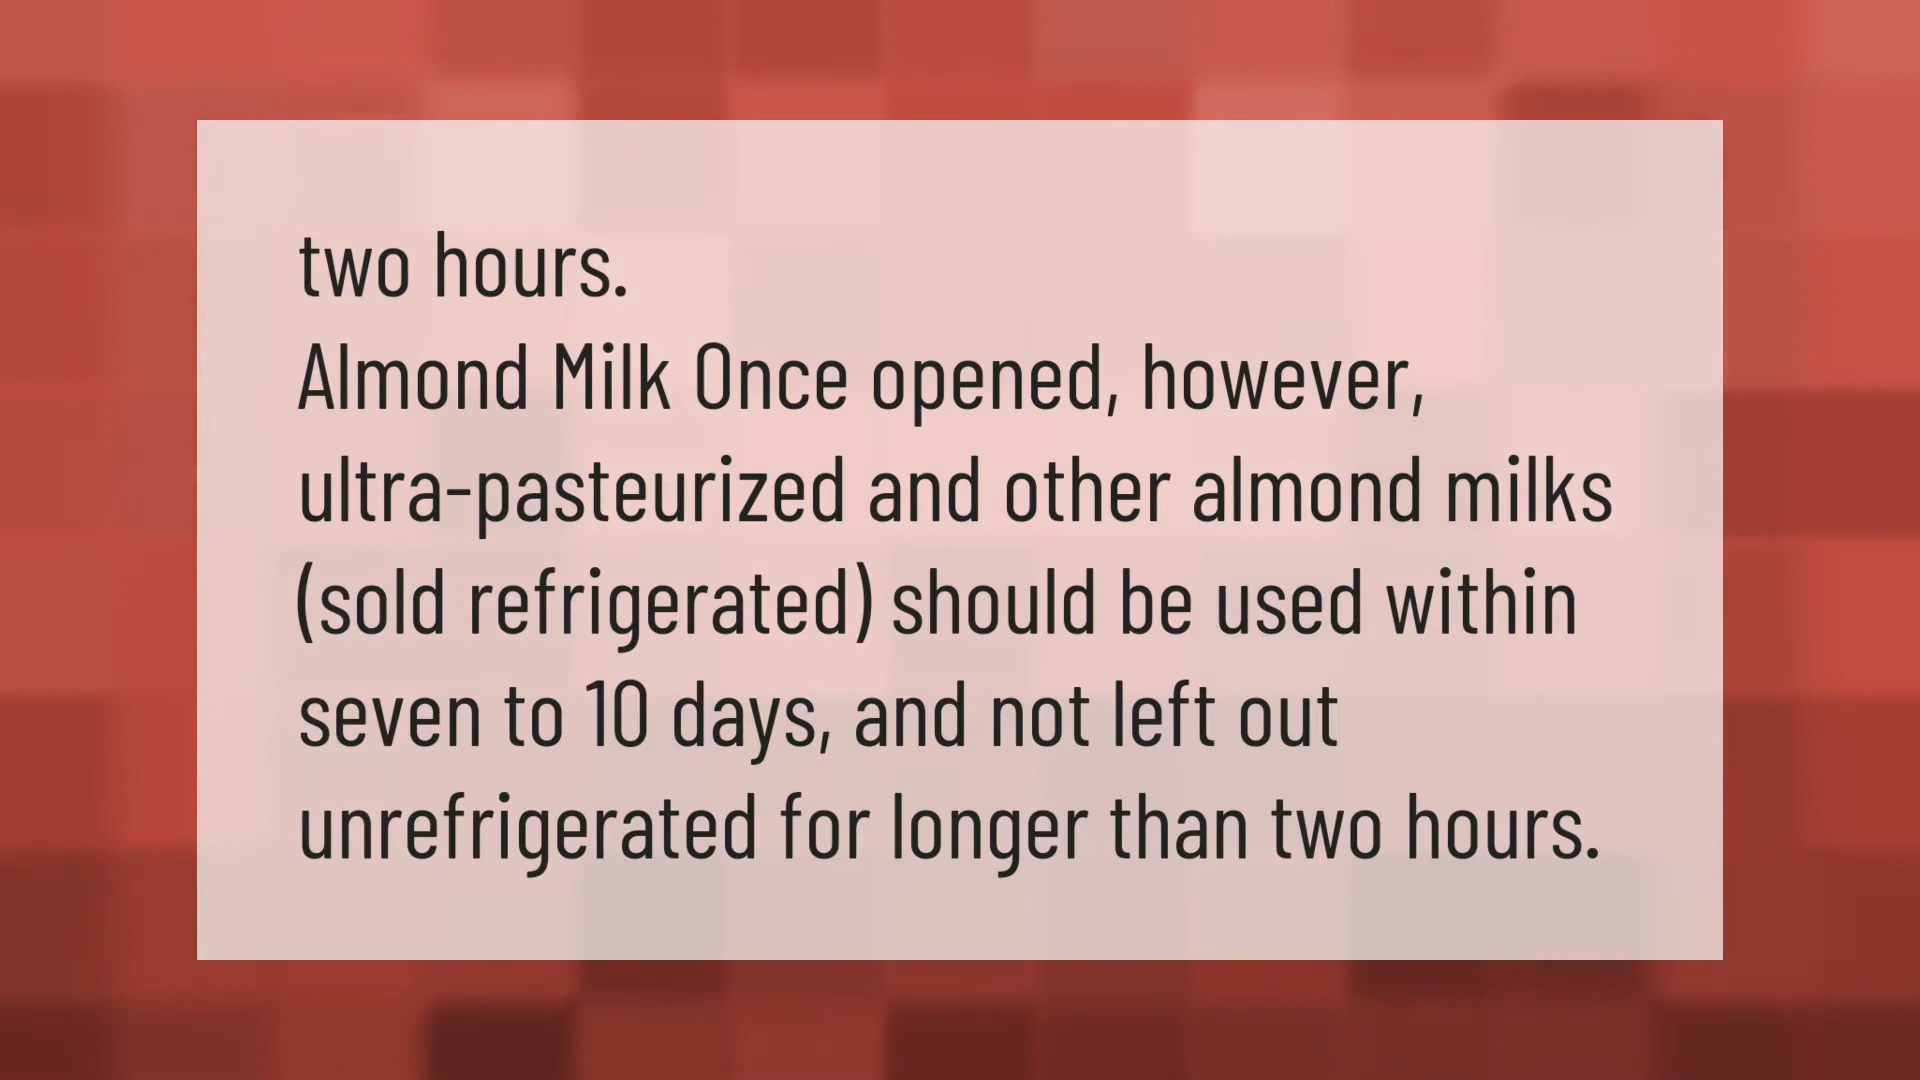 two hours.
Almond Milk Once opened, however,
ultra-pasteurized and other almond milks
(sold refrigerated) should be used within
seven to 10 days, and not left out
unrefrigerated for longer than two hours.